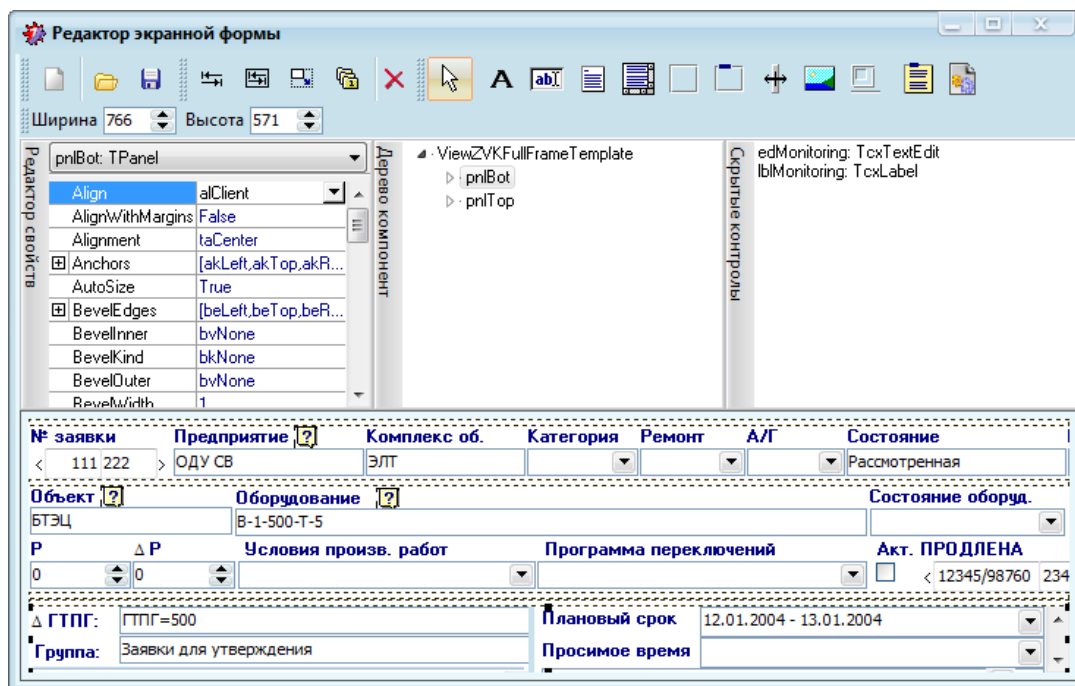 Редактор экранной формы
A ab
Ширина 766 Высота 571
Редактор свойств
pnlBot: TPanel
Align alClient
AlignWithMargins False
Alignment taCenter
Anchors [akLeft,akTop,akR...
AutoSize True
BevelEdges [beLeft,beTop,beR...
BevelInner bvNone
BevelKind bkNone
BevelOuter bvNone
BevelWidth 1
Дерево компонент
ViewZVKFullFrameTemplate
pnlBot
pnlTop
Скрытые контролы
edMonitoring: TcxTextEdit
lblMonitoring: TcxLabel
№ заявки Предприятие ? Комплекс об. Категория Ремонт А/Г Состояние
< 111 222 > ОДУ СВ ЭЛТ Рассмотренная
Объект ? Оборудование ? Состояние оборуд.
БТЭЦ В-1-500-Т-5
Р Δ Р Условия произв. работ Программа переключений Акт. ПРОДЛЕНА
0 0 < 12345/98760 234
Δ ГТПГ: ГТПГ=500 Плановый срок 12.01.2004 - 13.01.2004
Группа: Заявки для утверждения Просимое время